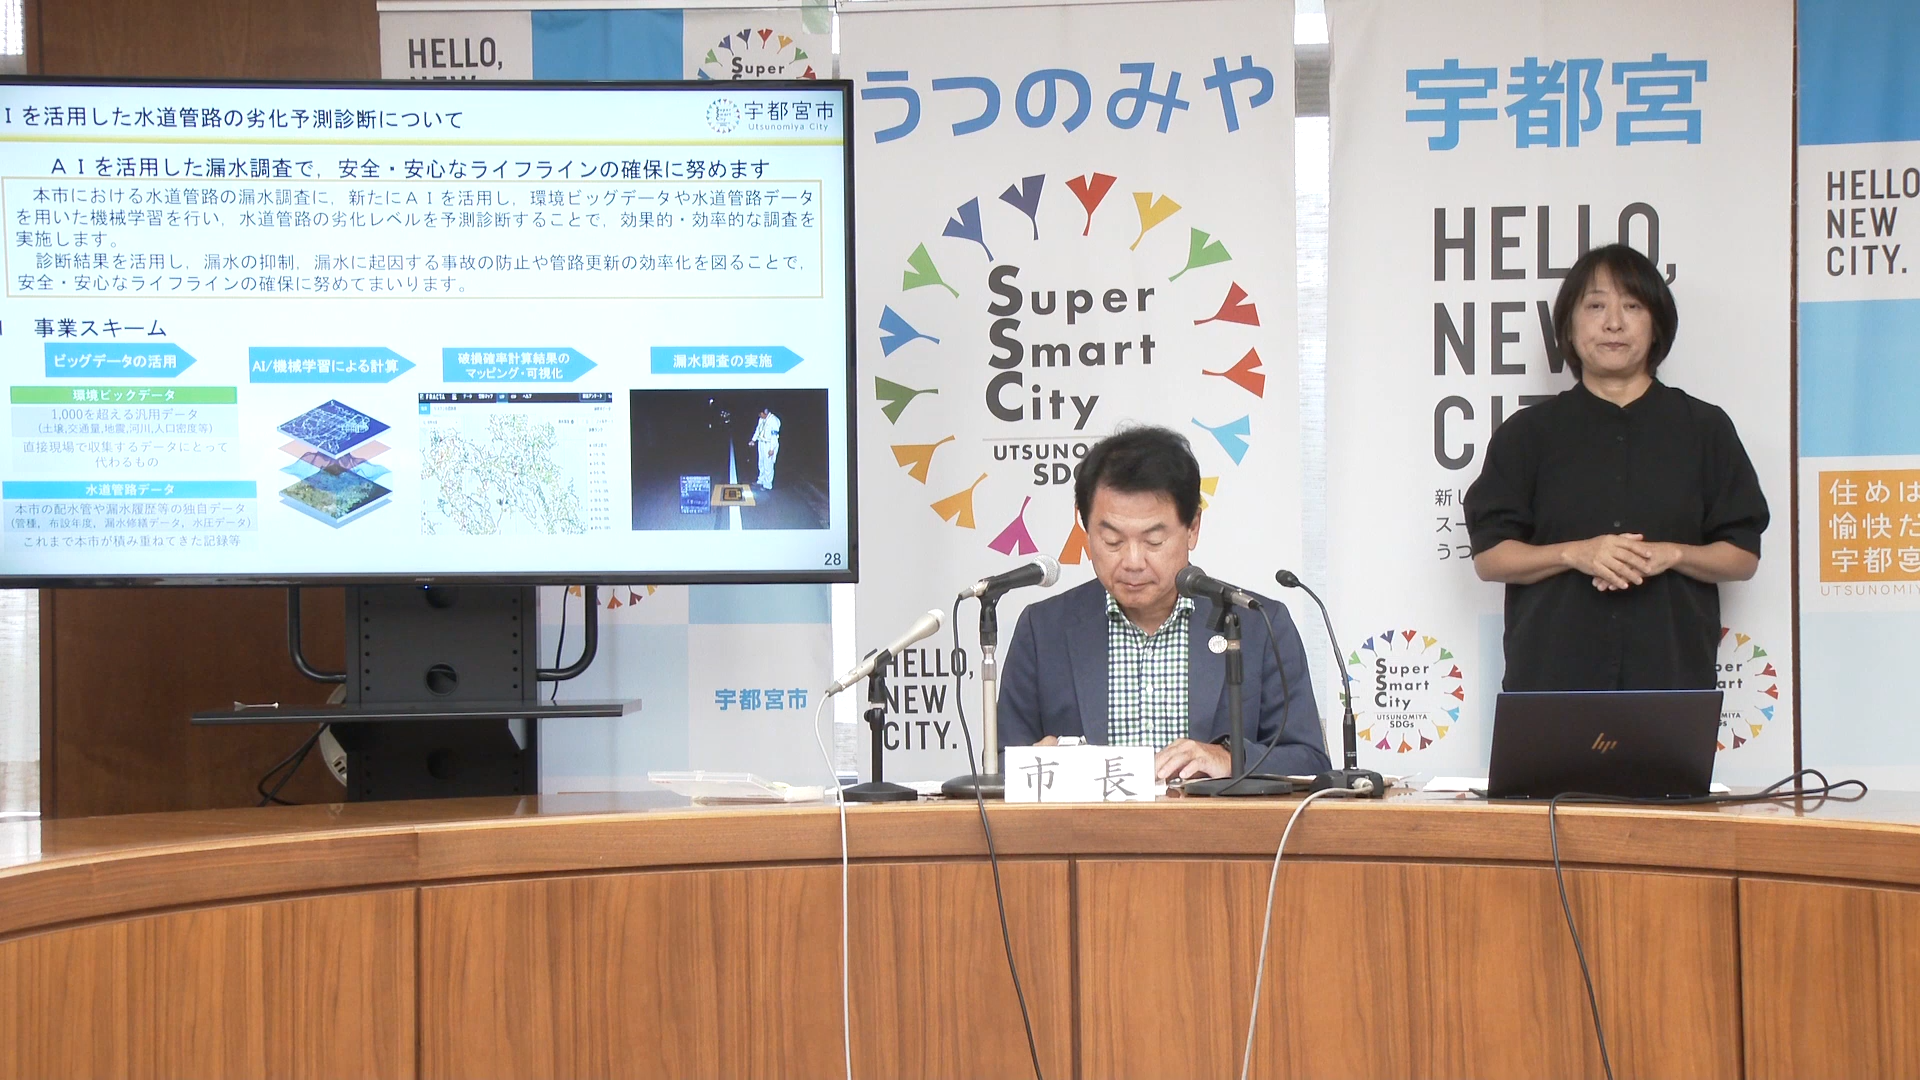 Ｉを活用した水道管路の劣化予測診断について
宇都宮市
Utsunomiya City
ＡＩを活用した漏水調査で，安全・安心なライフラインの確保に努めます
本市における水道管路の漏水調査に，新たにＡＩを活用し，環境ビッグデータや水道管路データ
を用いた機械学習を行い，水道管路の劣化レベルを予測診断することで，効果的・効率的な調査を
実施します。
診断結果を活用し，漏水の抑制，漏水に起因する事故の防止や管路更新の効率化を図ることで，
安全・安心なライフラインの確保に努めてまいります。
事業スキーム
ビッグデータの活用
AI/機械学習による計算
破損確率計算結果の
マッピング・可視化
漏水調査の実施
環境ビックデータ
1,000を超える汎用データ
(土壌,交通量,地震,河川,人口密度等)
直接現場で収集するデータにとって
代わるもの
水道管路データ
本市の配水管や漏水履歴等の独自データ
(管種，布設年度，漏水修繕データ，水圧データ)
これまで本市が積み重ねてきた記録等
FRACTA
28
HELLO,
Super
うつのみや
Super
Smart
City
UTSUNO
SDG
HELLO,
NEW
CITY.
宇都宮市
宇都宮
HELLO,
NEW
CIT
新し
スー
うつ
Super
Smart
City
UTSUNOMIYA
SDGs
HELLO
NEW
CITY.
住めは
愉快だ
宇都宮
UTSUNOMIY
市長
hp